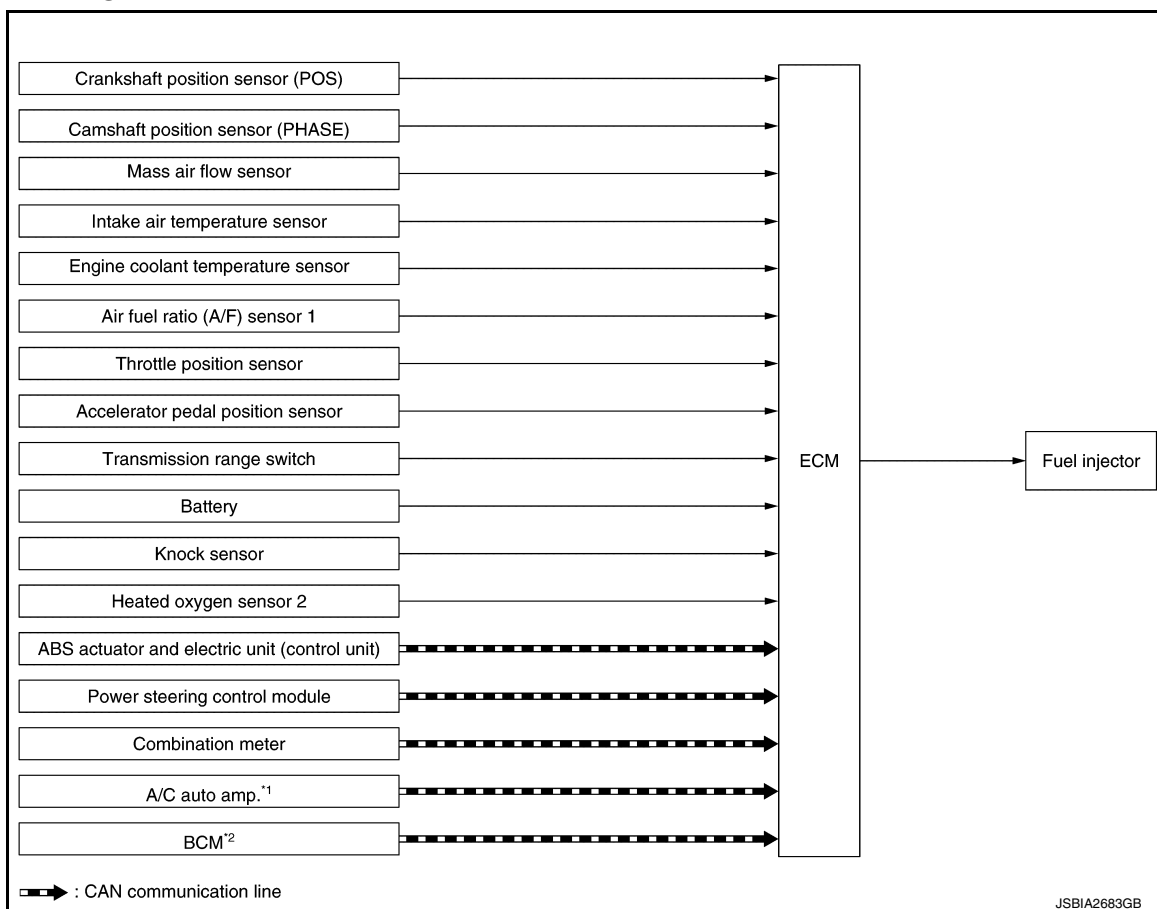 Crankshaft position sensor (POS)
Camshaft position sensor (PHASE)
Mass air flow sensor
Intake air temperature sensor
Engine coolant temperature sensor
Air fuel ratio (A/F) sensor 1
Throttle position sensor
Accelerator pedal position sensor
Transmission range switch
ECM
Fuel injector
Battery
Knock sensor
Heated oxygen sensor 2
ABS actuator and electric unit (control unit)
Power steering control module
Combination meter
A/C auto amp.*1
BCM*2
: CAN communication line
JSBIA2683GB